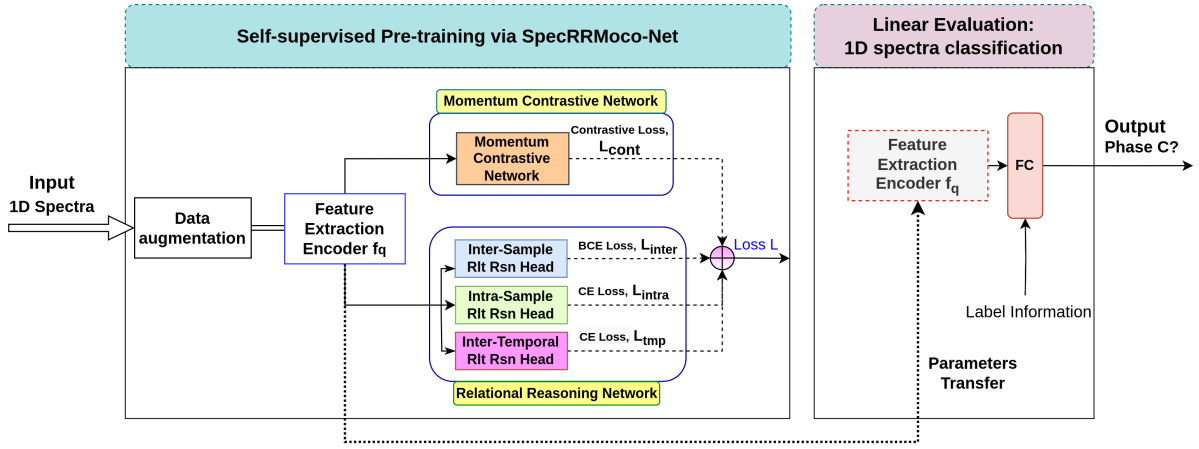 Self-supervised Pre-training via SpecRRMoco-Net
Linear Evaluation:
1D spectra classification
Input
1D Spectra
Data
augmentation
Feature
Extraction
Encoder fq
Momentum Contrastive Network
Momentum
Contrastive
Network
Contrastive Loss,
Lcont
Inter-Sample
Rlt Rsn Head
BCE Loss, Linter
Intra-Sample
Rlt Rsn Head
CE Loss, Lintra
Inter-Temporal
Rlt Rsn Head
CE Loss, Ltmp
Relational Reasoning Network
Loss L
Feature
Extraction
Encoder fq
FC
Output
Phase C?
Label Information
Parameters
Transfer